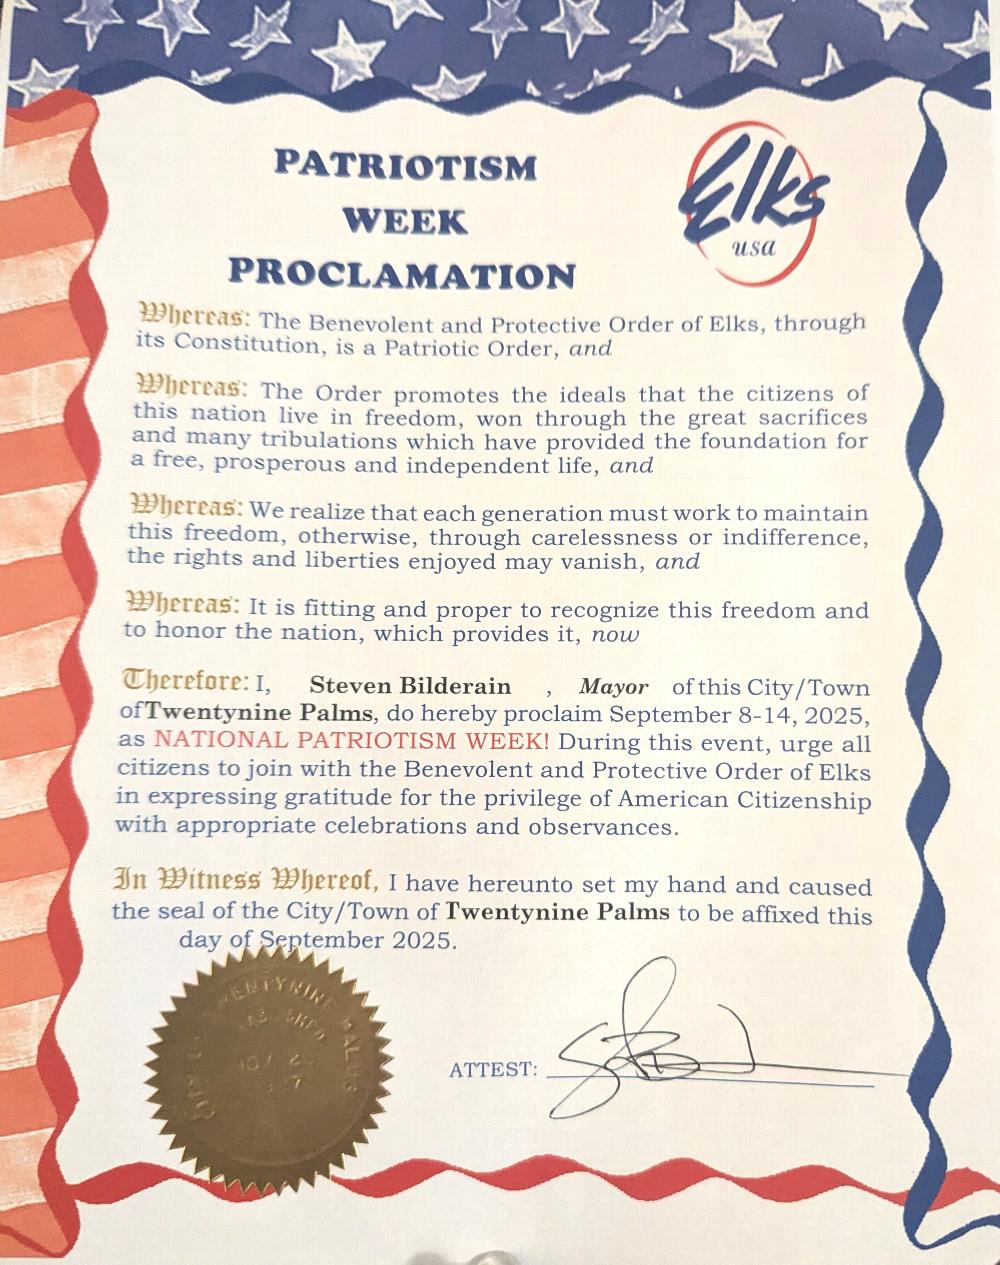 PATRIOTISM
WEEK
PROCLAMATION
Elks
usa
Whereas: The Benevolent and Protective Order of Elks, through
its Constitution, is a Patriotic Order, and
Whereas: The Order promotes the ideals that the citizens of
this nation live in freedom, won through the great sacrifices
and many tribulations which have provided the foundation for
a free, prosperous and independent life, and
Whereas: We realize that each generation must work to maintain
this freedom, otherwise, through carelessness or indifference,
the rights and liberties enjoyed may vanish, and
Whereas: It is fitting and proper to recognize this freedom and
to honor the nation, which provides it, now
Therefore: I, Steven Bilderain , Mayor of this City/Town
ofTwentynine Palms, do hereby proclaim September 8-14, 2025,
as NATIONAL PATRIOTISM WEEK! During this event, urge all
citizens to join with the Benevolent and Protective Order of Elks
in expressing gratitude for the privilege of American Citizenship
with appropriate celebrations and observances.
In Witness Whereof, I have hereunto set my hand and caused
the seal of the City/Town of Twentynine Palms to be affixed this
day of September 2025.
ATTEST: